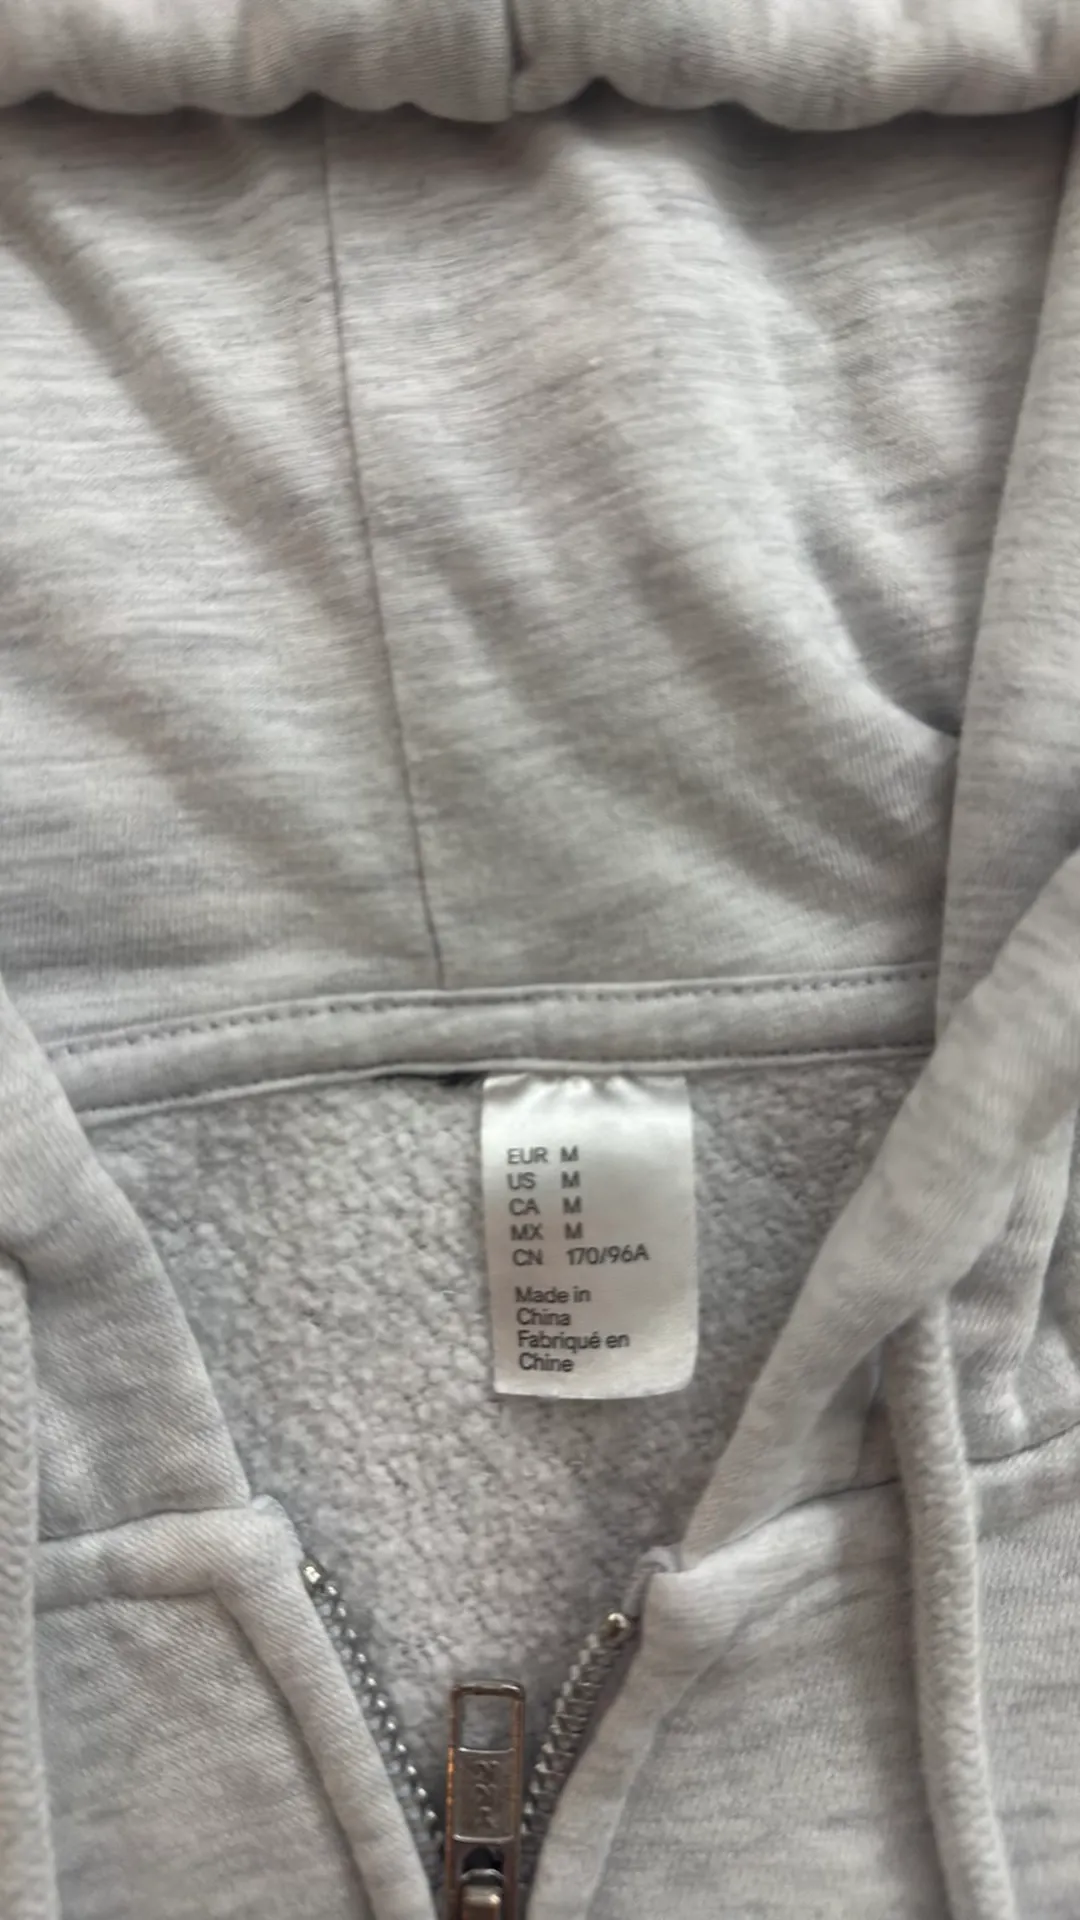 EUR M
US M
CA M
MX M
CN 170/96A
Made in
China
Fabriqué en
Chine